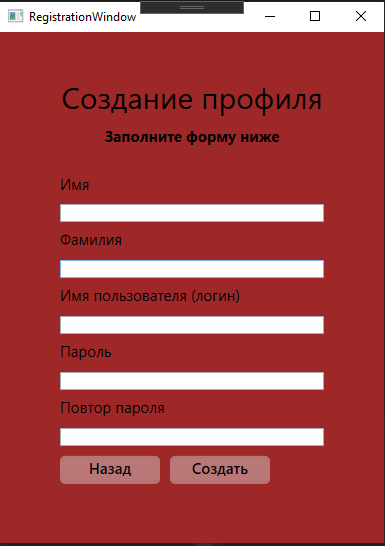 RegistrationWindow
Создание профиля
Заполните форму ниже
Имя
Фамилия
Имя пользователя (логин)
Пароль
Повтор пароля
Назад Создать